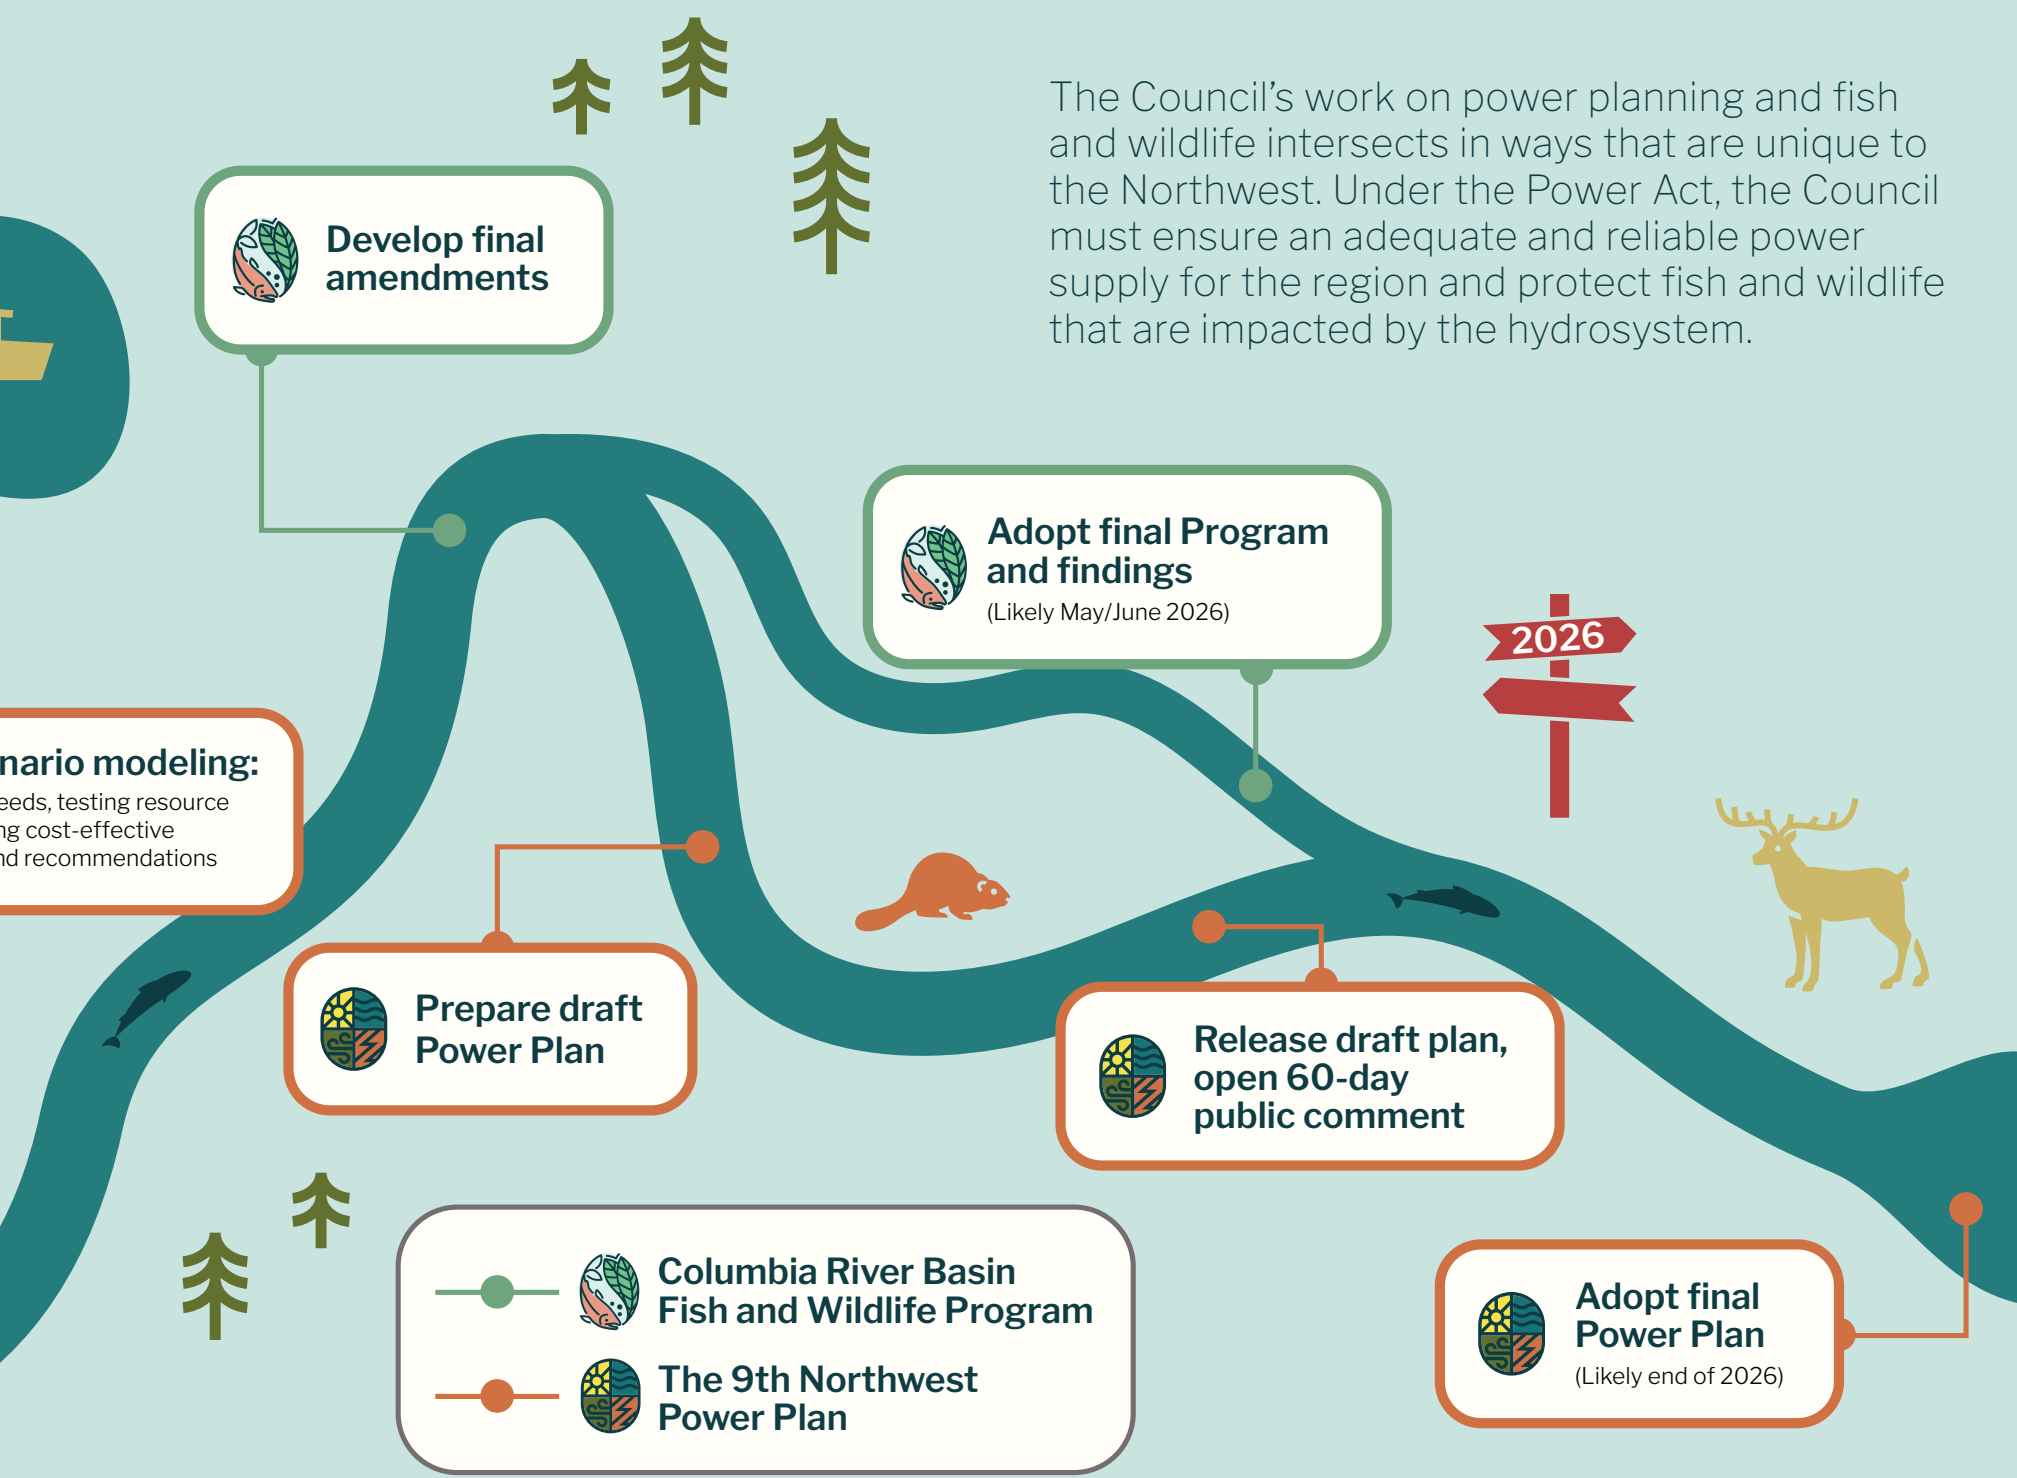 The Council’s work on power planning and fish
and wildlife intersects in ways that are unique to
the Northwest. Under the Power Act, the Council
must ensure an adequate and reliable power
supply for the region and protect fish and wildlife
that are impacted by the hydrosystem.
Develop final
amendments
Adopt final Program
and findings
(Likely May/June 2026)
2026
modeling:
testing resource
cost-effective
recommendations
Prepare draft
Power Plan
Release draft plan,
open 60-day
public comment
Columbia River Basin
Fish and Wildlife Program
The 9th Northwest
Power Plan
Adopt final
Power Plan
(Likely end of 2026)